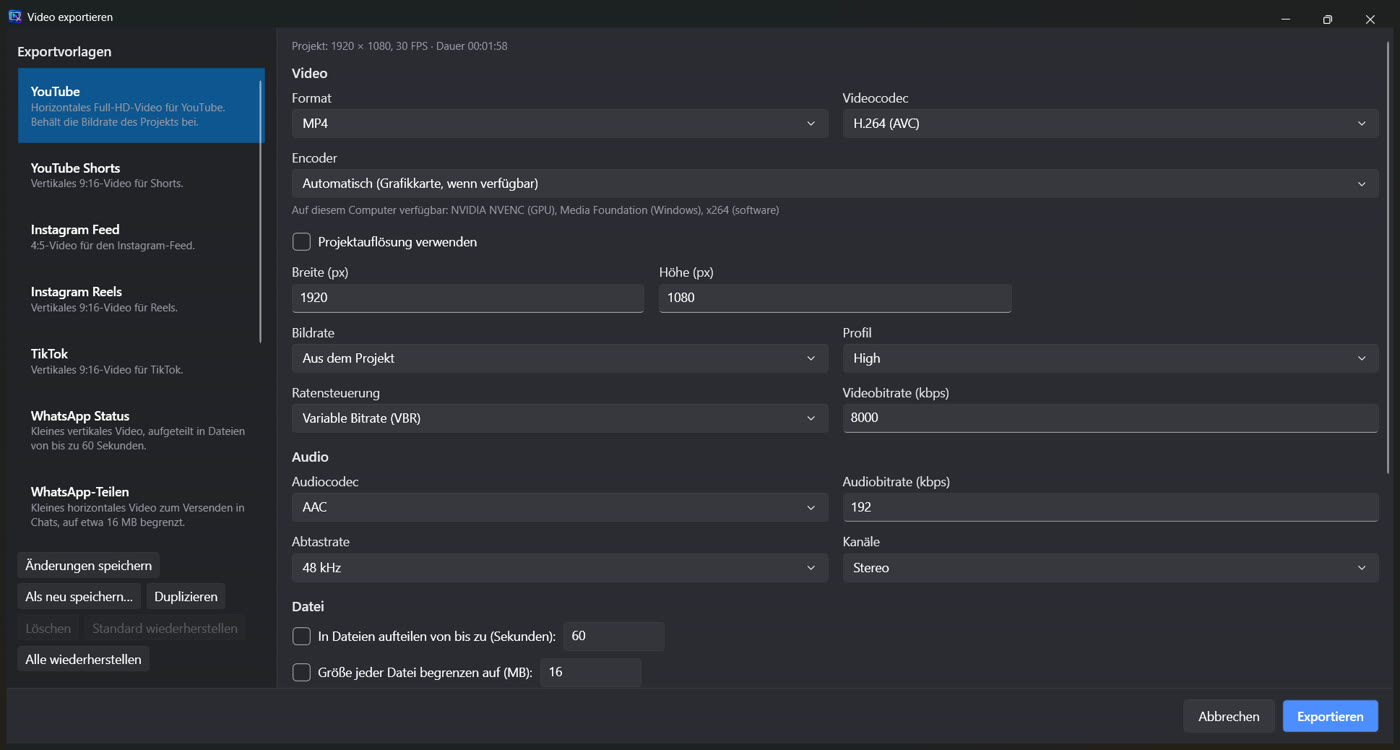 Video exportieren
Exportvorlagen
YouTube
Horizontales Full-HD-Video für YouTube.
Behält die Bildrate des Projekts bei.
YouTube Shorts
Vertikales 9:16-Video für Shorts.
Instagram Feed
4:5-Video für den Instagram-Feed.
Instagram Reels
Vertikales 9:16-Video für Reels.
TikTok
Vertikales 9:16-Video für TikTok.
WhatsApp Status
Kleines vertikales Video, aufgeteilt in Dateien
von bis zu 60 Sekunden.
WhatsApp-Teilen
Kleines horizontales Video zum Versenden in
Chats, auf etwa 16 MB begrenzt.
Änderungen speichern
Als neu speichern... Duplizieren
Löschen Standard wiederherstellen
Alle wiederherstellen
Projekt: 1920 × 1080, 30 FPS · Dauer 00:01:58
Video
Format Videocodec
MP4 H.264 (AVC)
Encoder
Automatisch (Grafikkarte, wenn verfügbar)
Auf diesem Computer verfügbar: NVIDIA NVENC (GPU), Media Foundation (Windows), x264 (software)
Projektauflösung verwenden
Breite (px) Höhe (px)
1920 1080
Bildrate Profil
Aus dem Projekt High
Ratensteuerung Videobitrate (kbps)
Variable Bitrate (VBR) 8000
Audio
Audiocodec Audiobitrate (kbps)
AAC 192
Abtastrate Kanäle
48 kHz Stereo
Datei
In Dateien aufteilen von bis zu (Sekunden): 60
Größe jeder Datei begrenzen auf (MB): 16
Abbrechen Exportieren